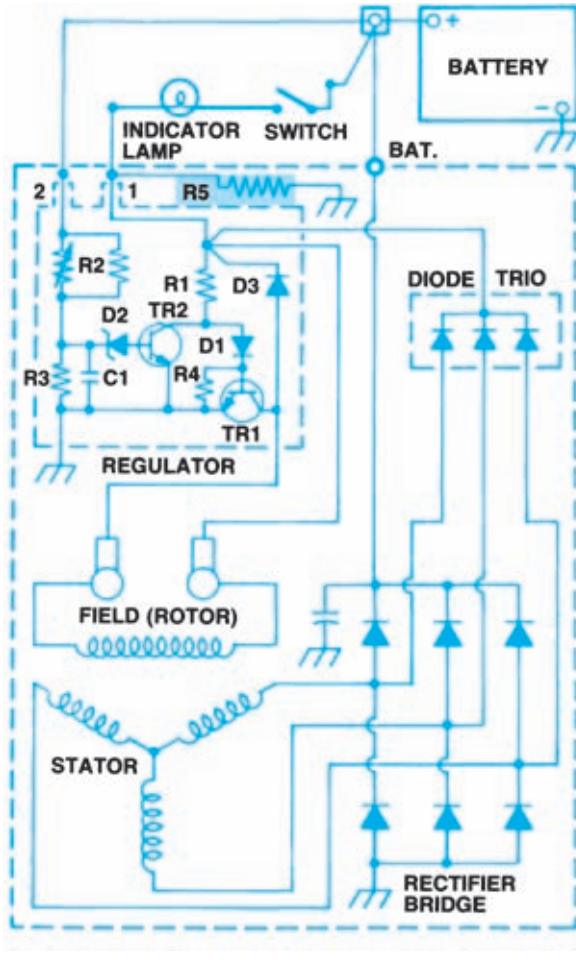 +
BATTERY
-
INDICATOR
LAMP
SWITCH
BAT.
2
1
R5
R2
R1
D3
DIODE TRIO
TR2
D2
D1
R3
C1
R4
TR1
REGULATOR
FIELD (ROTOR)
STATOR
RECTIFIER
BRIDGE